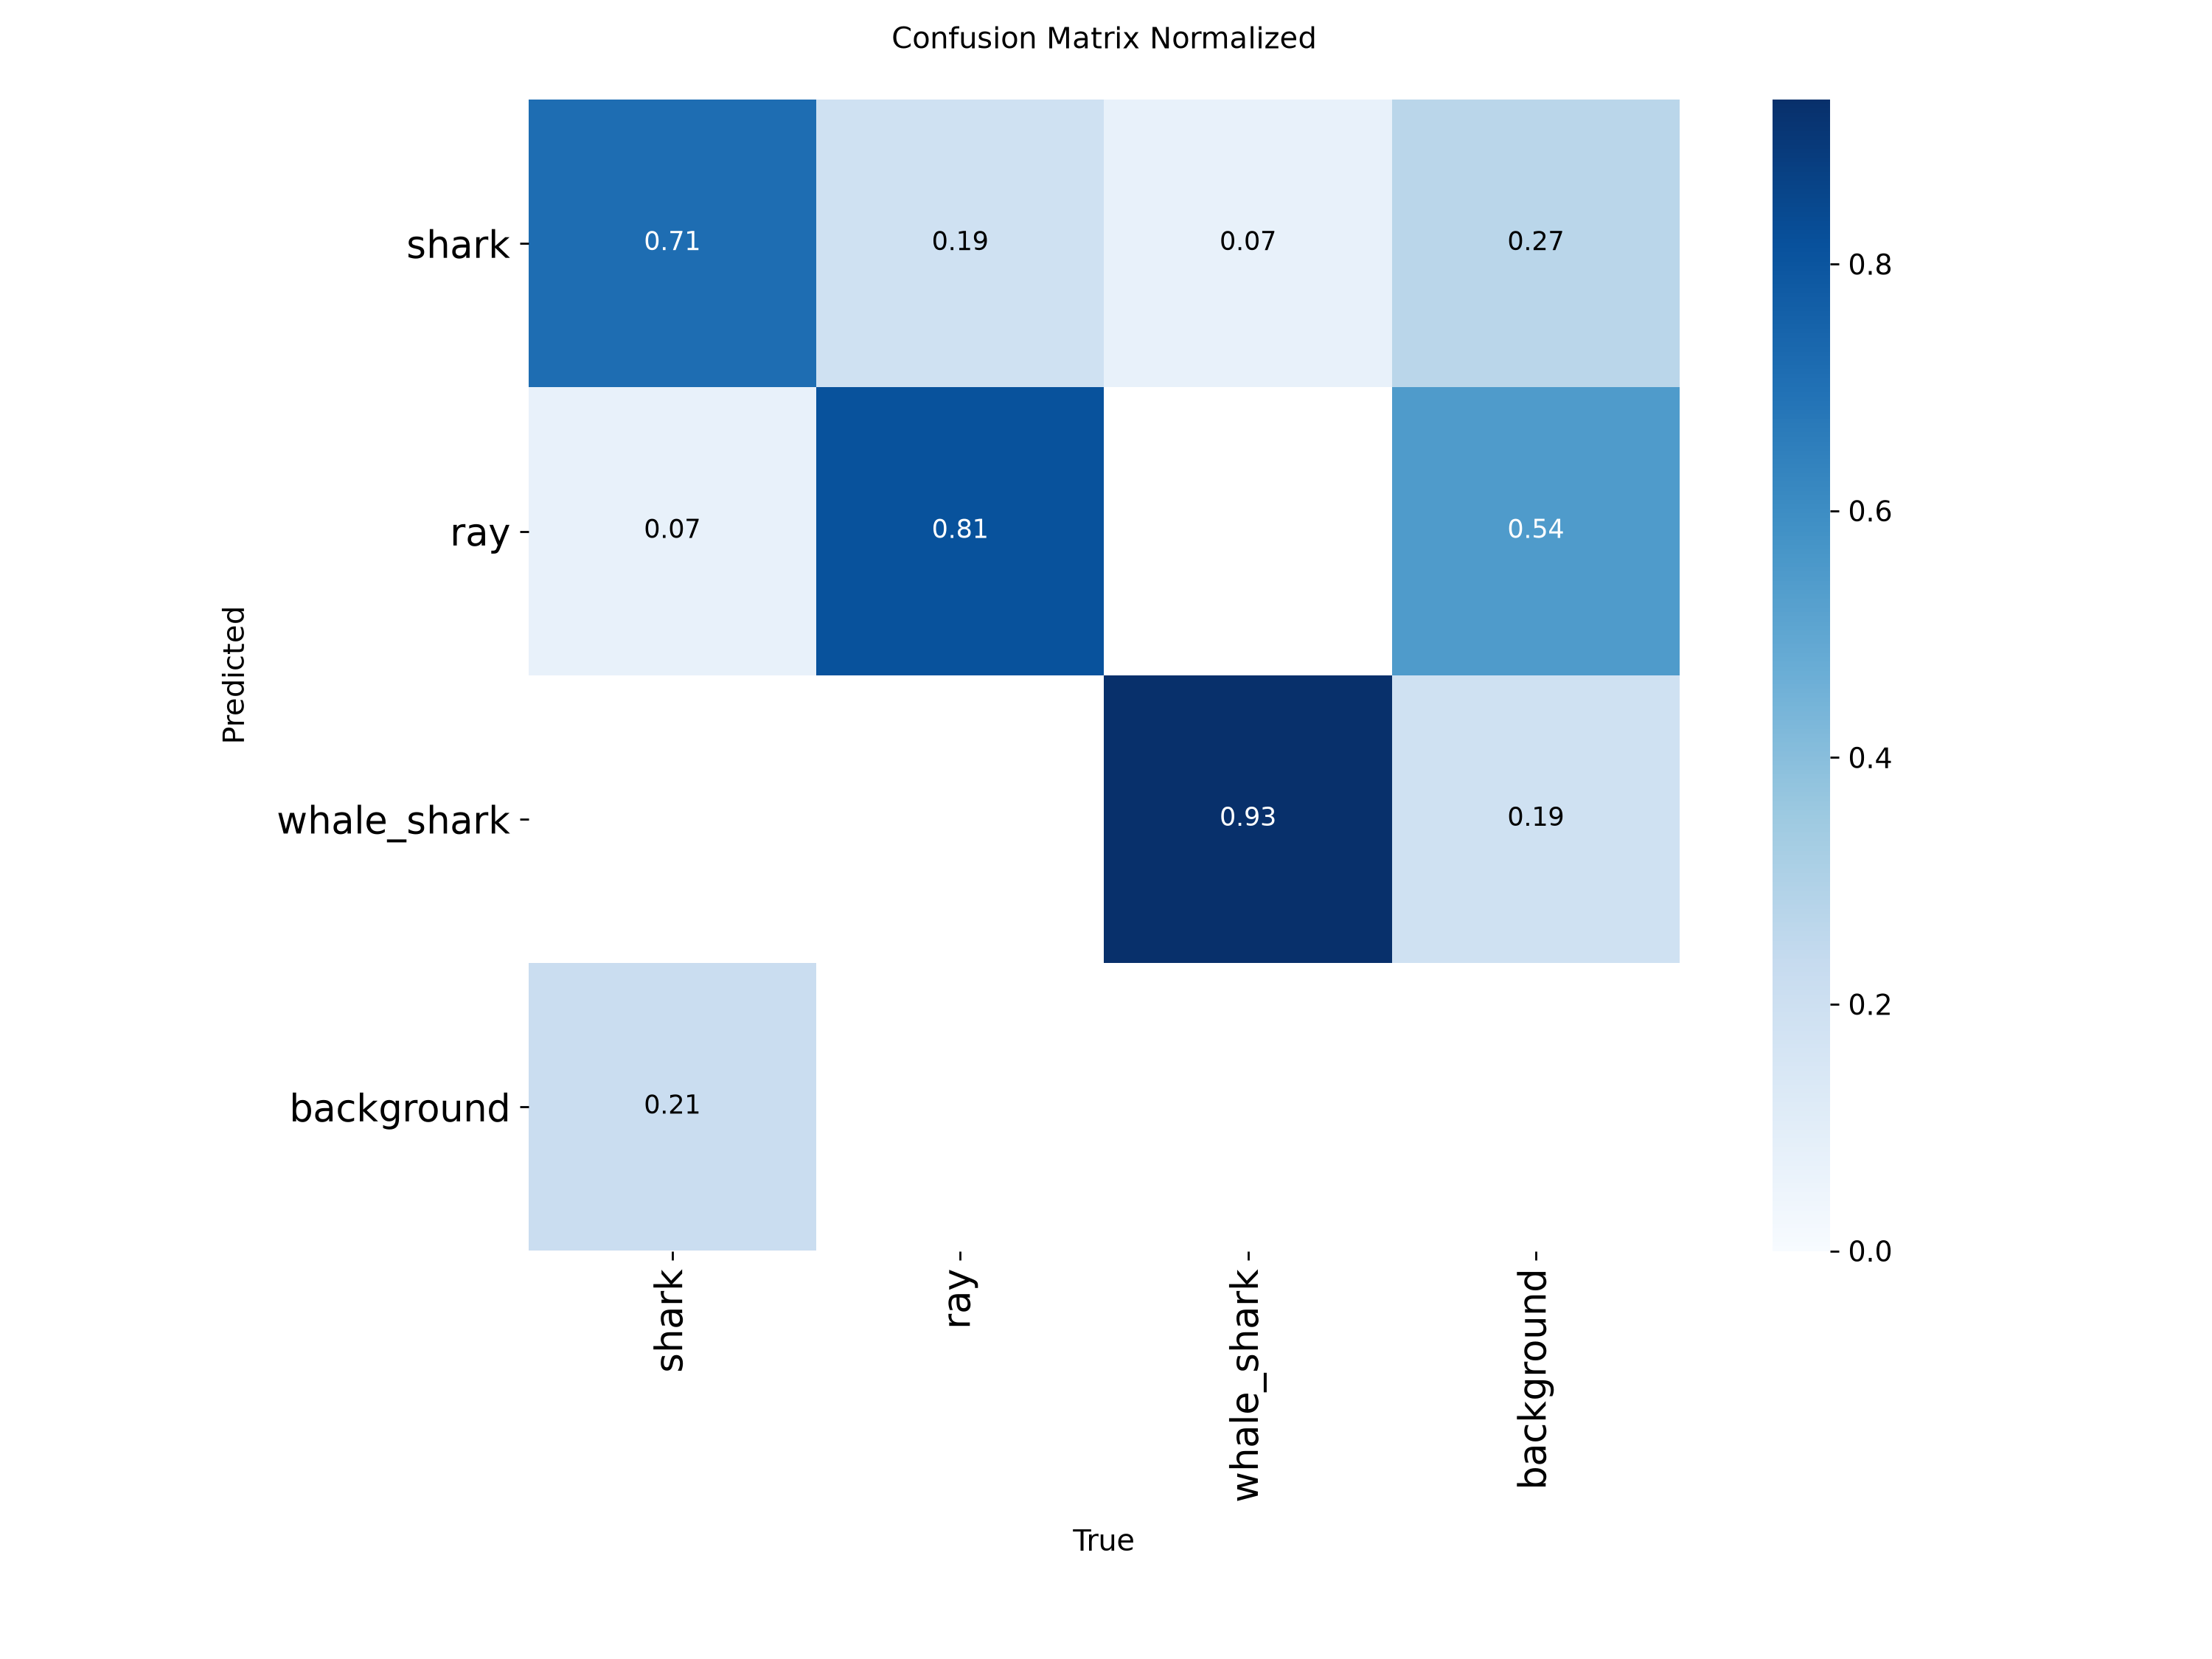 Confusion Matrix Normalized
shark
0.71
0.19
0.07
0.27
ray
0.07
0.81
0.54
whale_shark
0.93
0.19
background
0.21
Predicted
shark
ray
whale_shark
background
True
0.8
0.6
0.4
0.2
0.0